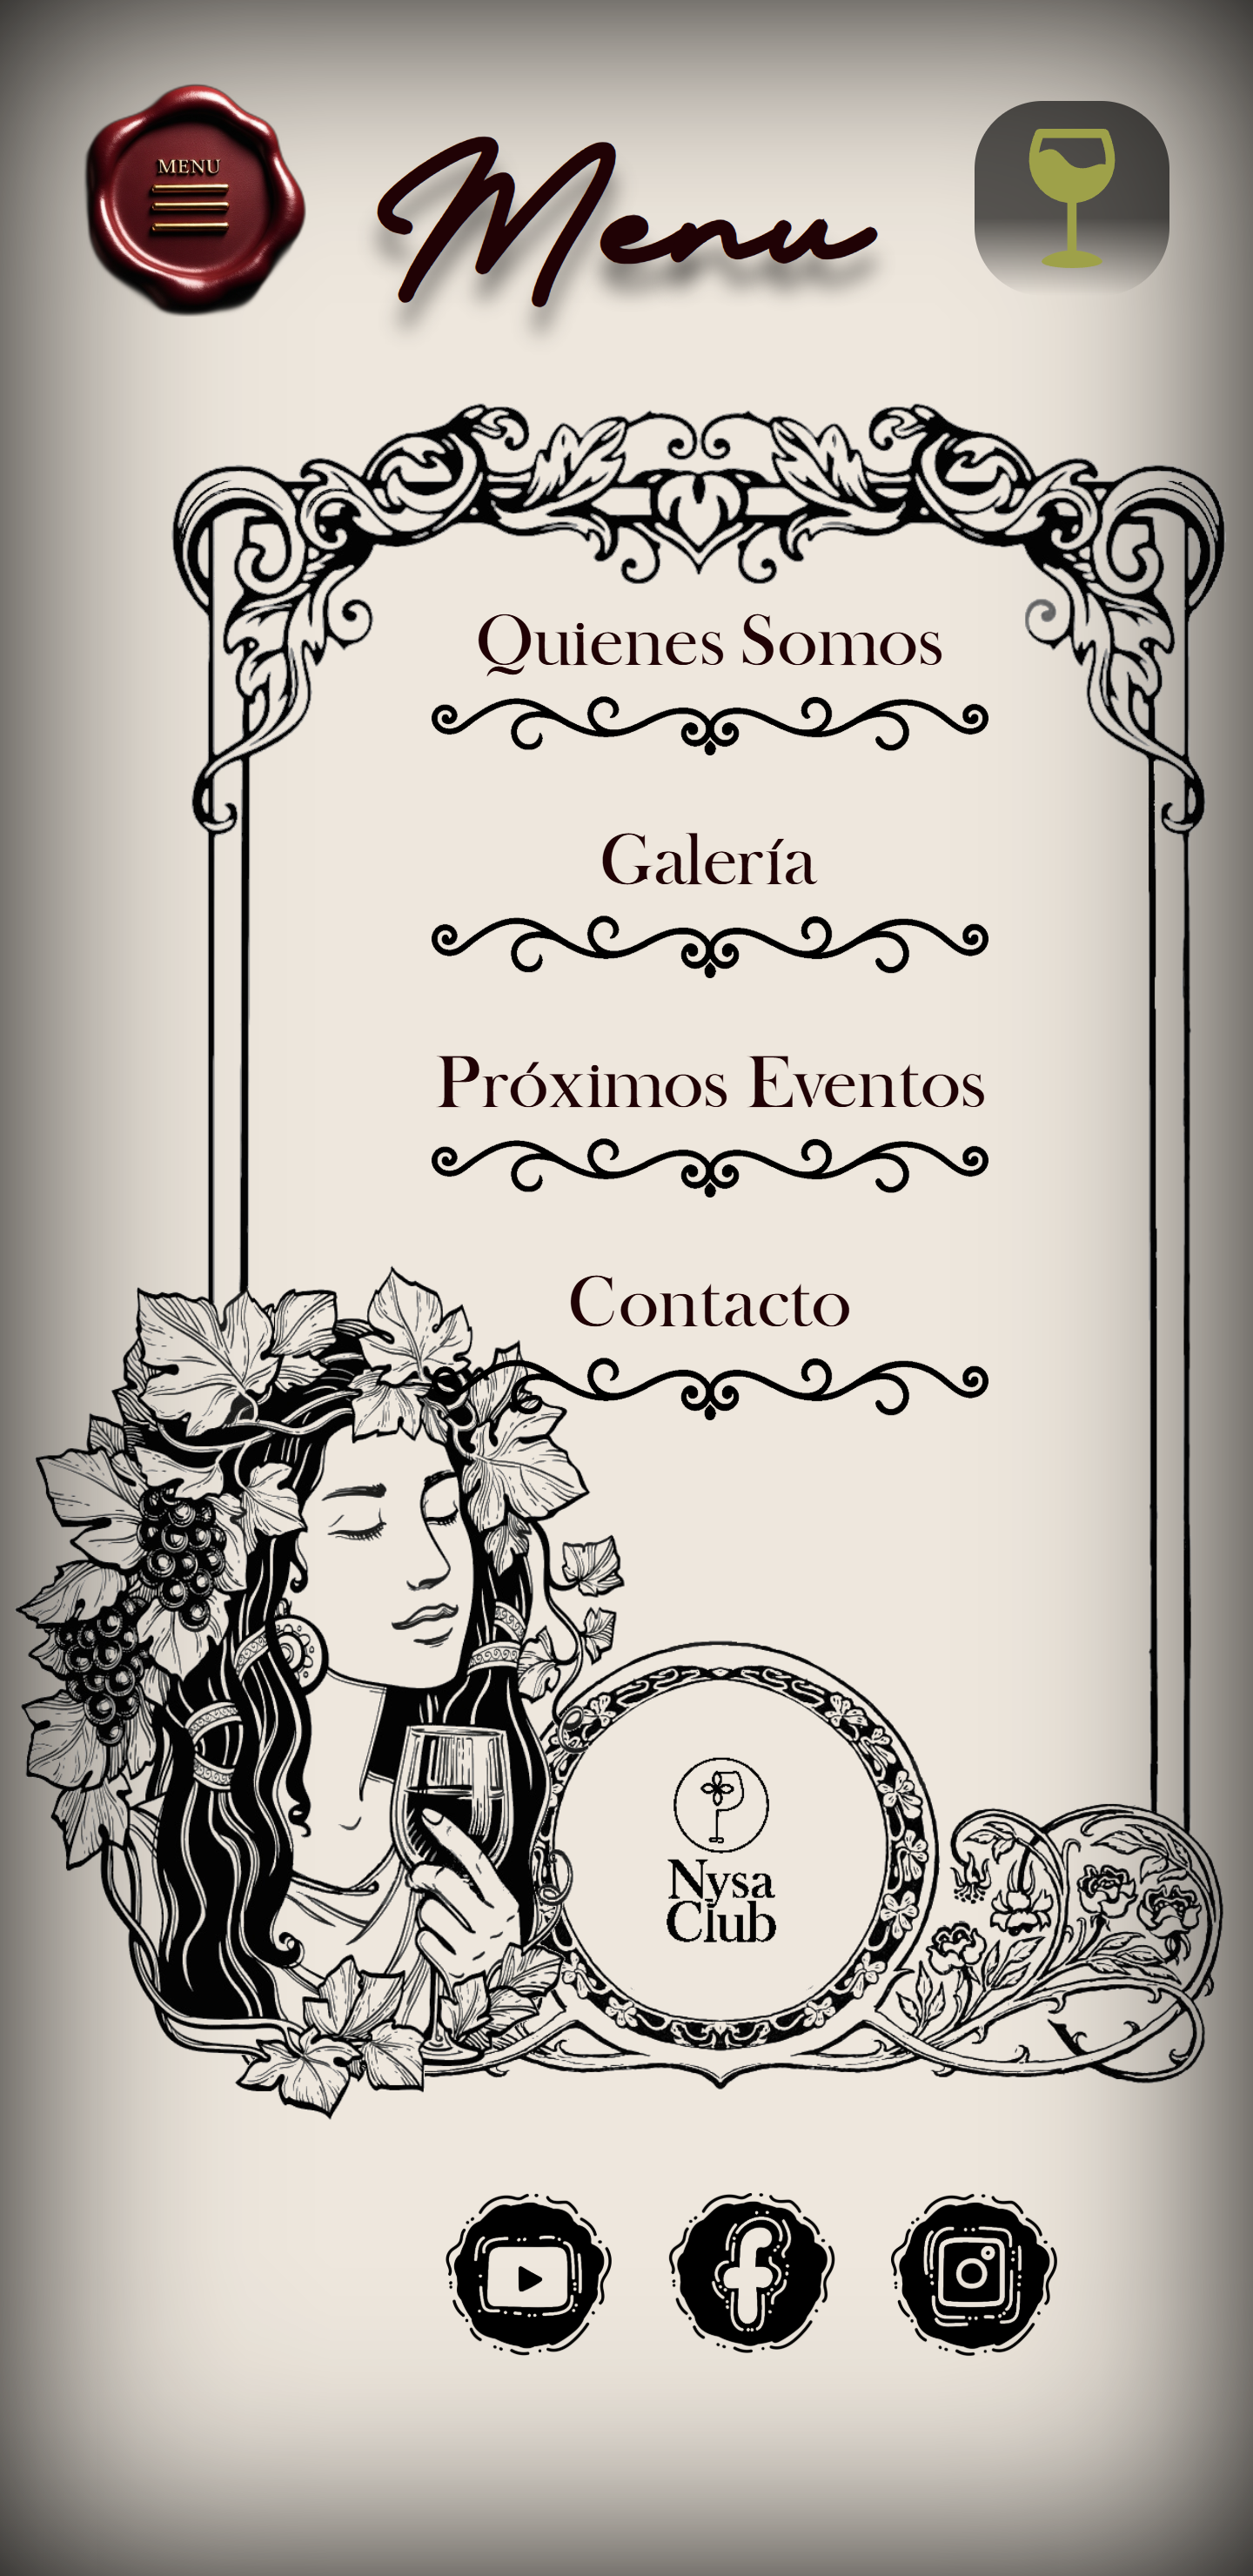 MENU
Menu
Quienes Somos
Galería
Próximos Eventos
Contacto
Nysa
Club